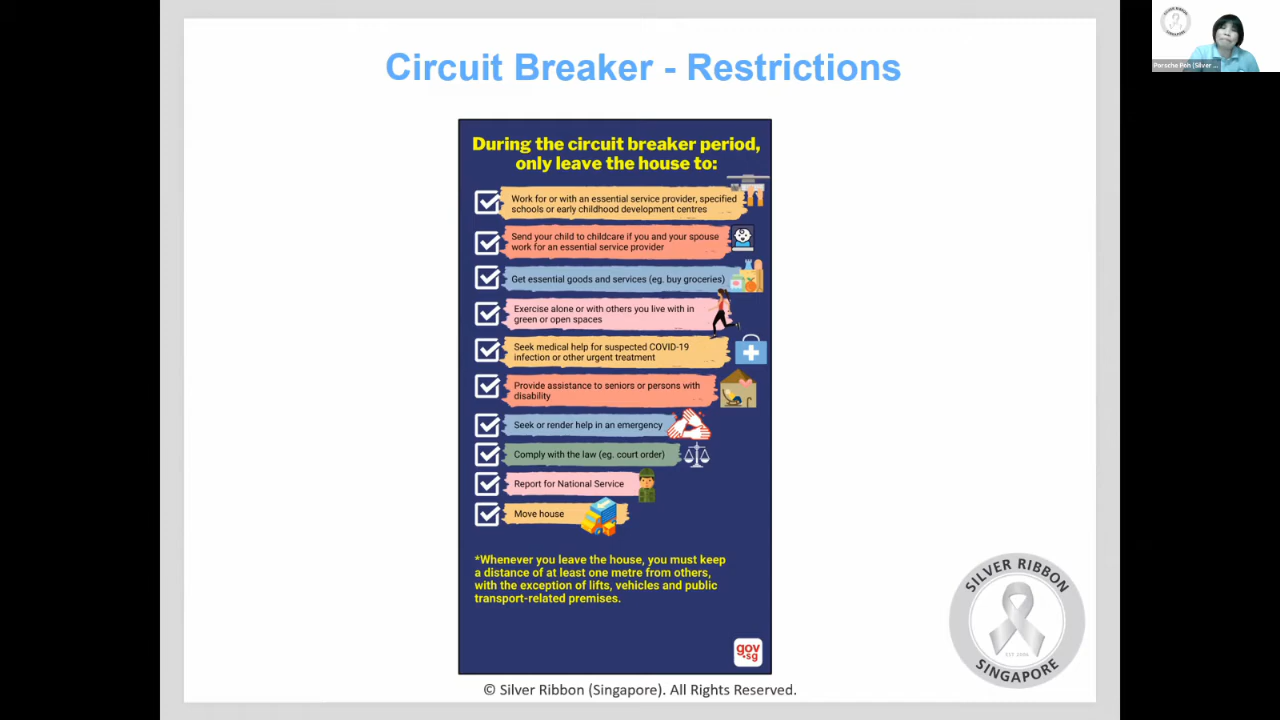 Circuit Breaker - Restrictions
During the circuit breaker period,
only leave the house to:
Work for or with an essential service provider, specified
schools or early childhood development centres
Send your child to childcare if you and your spouse
work for an essential service provider
Get essential goods and services (eg. buy groceries)
Exercise alone or with others you live with in
green or open spaces
Seek medical help for suspected COVID-19
infection or other urgent treatment
Provide assistance to seniors or persons with
disability
Seek or render help in an emergency
Comply with the law (eg. court order)
Report for National Service
Move house
*Whenever you leave the house, you must keep
a distance of at least one metre from others,
with the exception of lifts, vehicles and public
transport-related premises.
gov
.sg
© Silver Ribbon (Singapore). All Rights Reserved.
SILVER RIBBON
SINGAPORE
SILVER RIBBON
SINGAPORE
(Silver ...